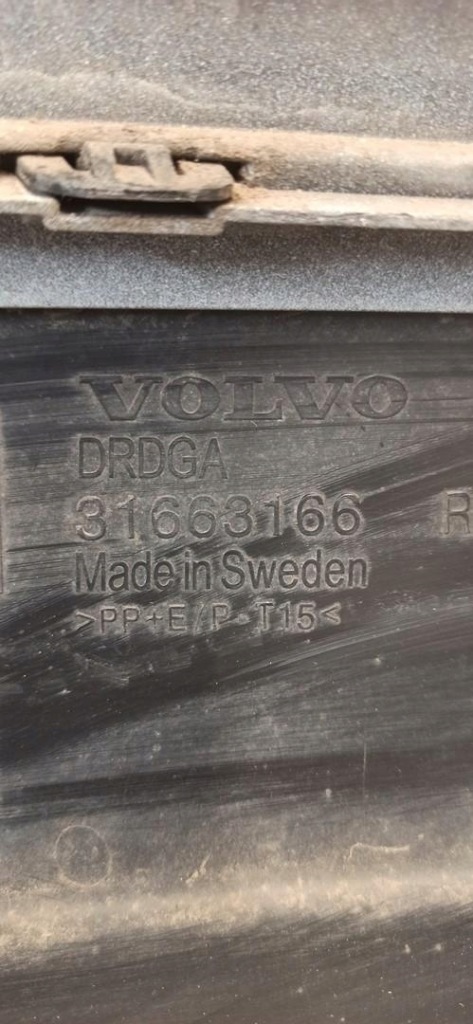 VOLVO
DRDGA
31663166 R
Made in Sweden
>PP+E/P-T15<